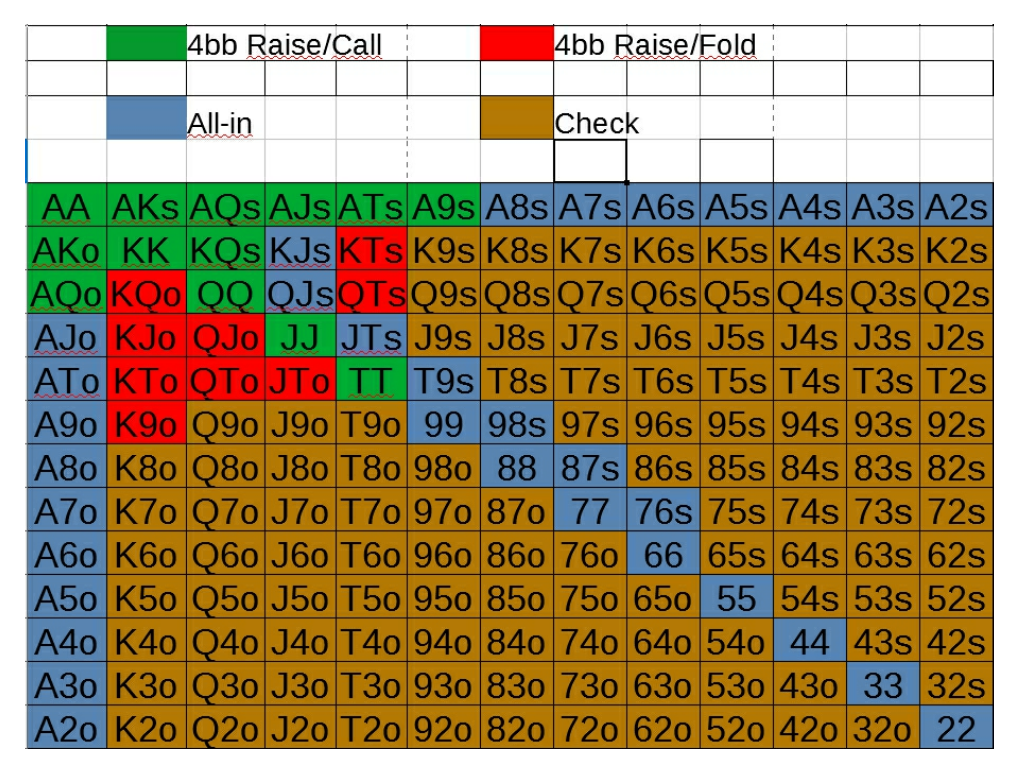 4bb Raise/Call 4bb Raise/Fold
All-in Check
AA AKs AQs AJs ATs A9s A8s A7s A6s A5s A4s A3s A2s
AKo KK KQs KJs KTs K9s K8s K7s K6s K5s K4s K3s K2s
AQo KQo QQ QJs QTs Q9s Q8s Q7s Q6s Q5s Q4s Q3s Q2s
AJo KJo QJo JJ JTs J9s J8s J7s J6s J5s J4s J3s J2s
ATo KTo QTo JTo TT T9s T8s T7s T6s T5s T4s T3s T2s
A9o K9o Q9o J9o T9o 99 98s 97s 96s 95s 94s 93s 92s
A8o K8o Q8o J8o T8o 98o 88 87s 86s 85s 84s 83s 82s
A7o K7o Q7o J7o T7o 97o 87o 77 76s 75s 74s 73s 72s
A6o K6o Q6o J6o T6o 96o 86o 76o 66 65s 64s 63s 62s
A5o K5o Q5o J5o T5o 95o 85o 75o 65o 55 54s 53s 52s
A4o K4o Q4o J4o T4o 94o 84o 74o 64o 54o 44 43s 42s
A3o K3o Q3o J3o T3o 93o 83o 73o 63o 53o 43o 33 32s
A2o K2o Q2o J2o T2o 92o 82o 72o 62o 52o 42o 32o 22